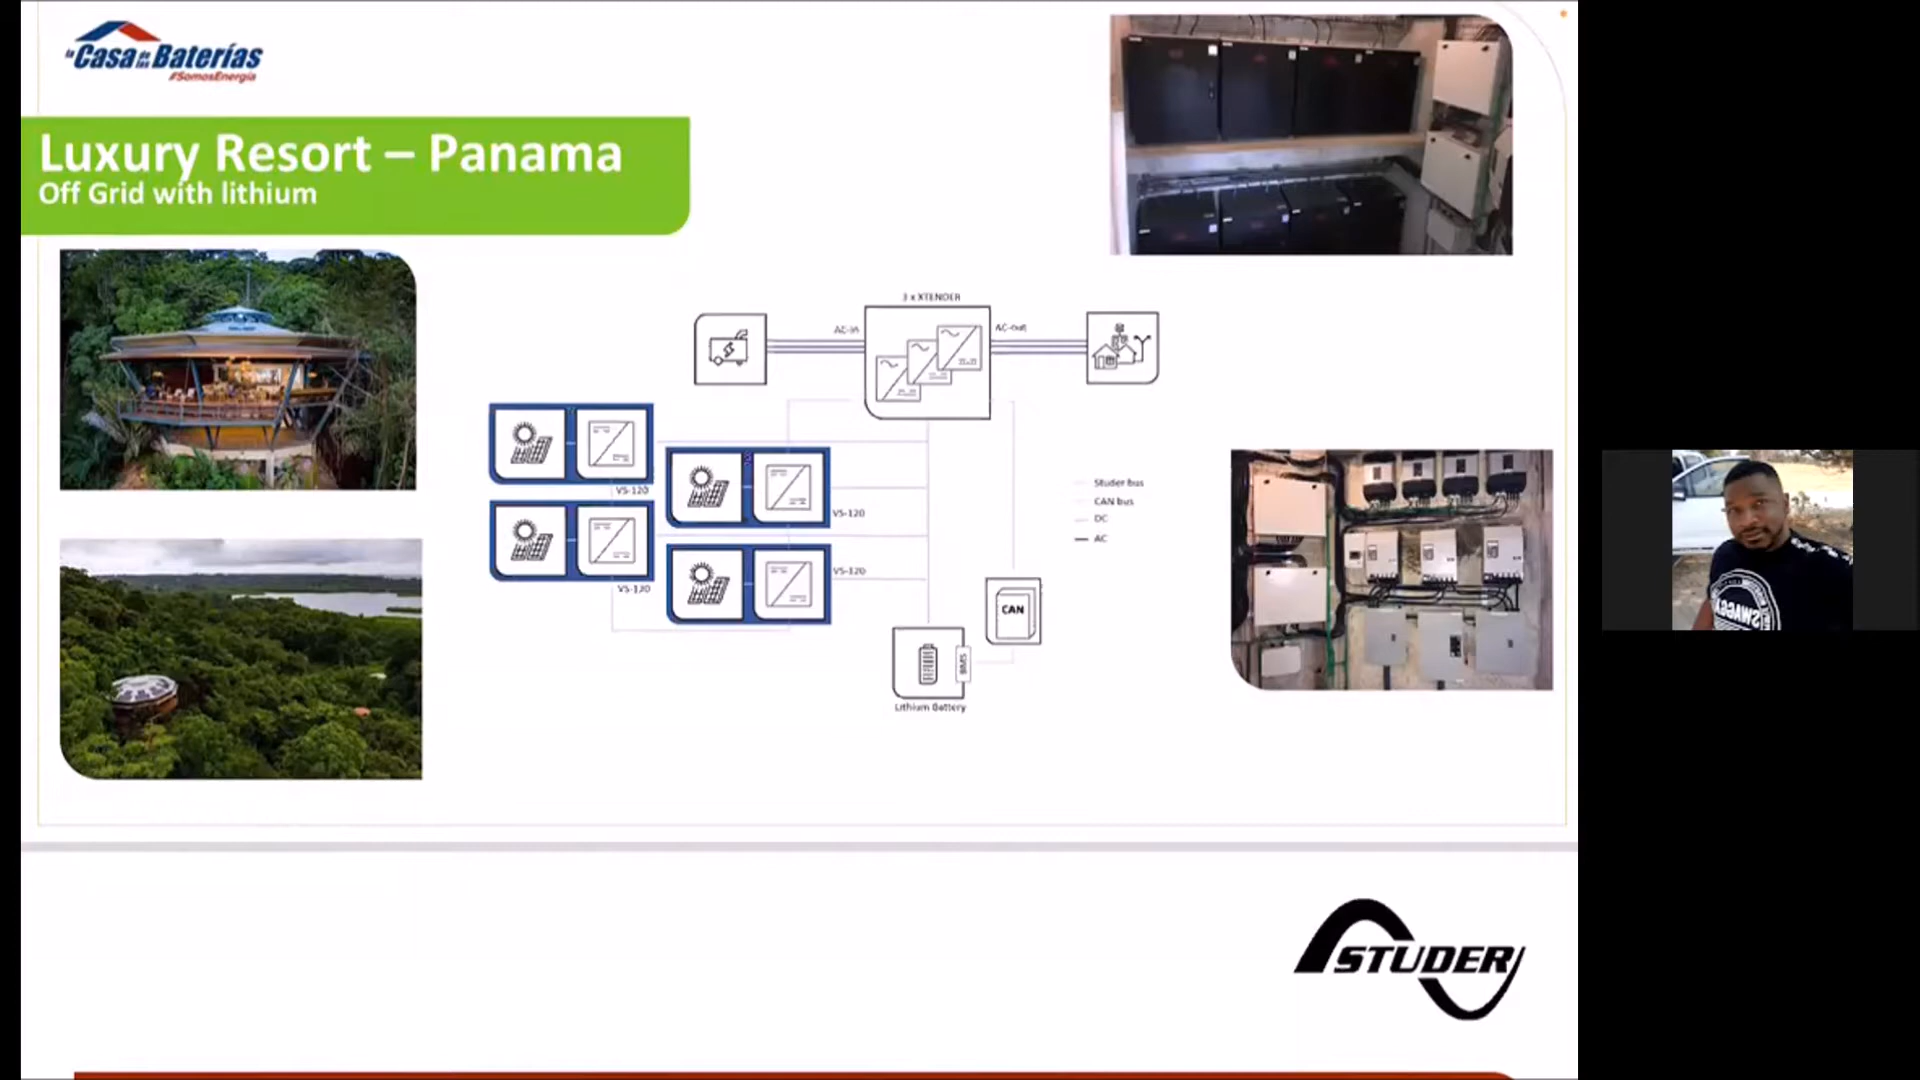 la Casa de las Baterías
#SomosEnergía
Luxury Resort – Panama
Off Grid with lithium
3 x XTENDER
AC-in
AC-out
VS-120
VS-120
VS-120
VS-120
Studer bus
CAN bus
DC
AC
CAN
BMS
Lithium Battery
STUDER